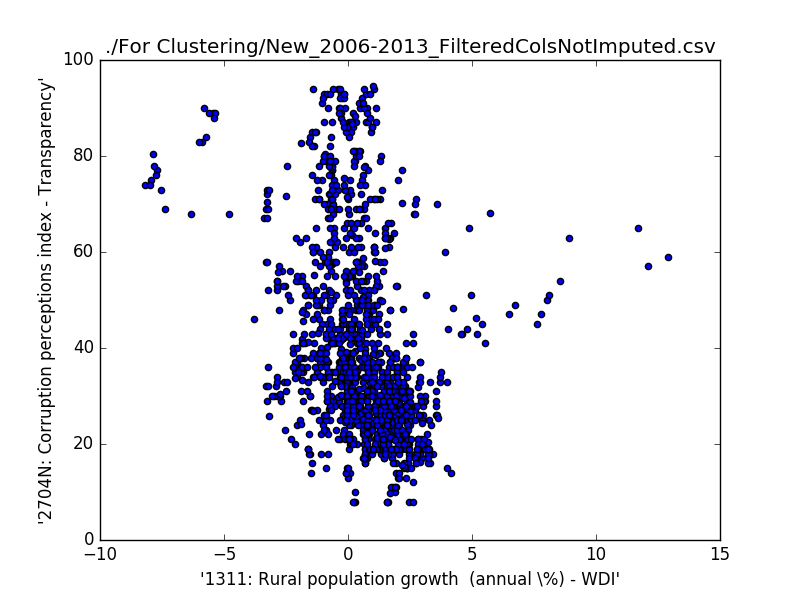 ./For Clustering/New_2006-2013_FilteredColsNotImputed.csv
'2704N: Corruption perceptions index - Transparency'
100
80
60
40
20
0
−10 −5 0 5 10 15
'1311: Rural population growth  (annual \%) - WDI'